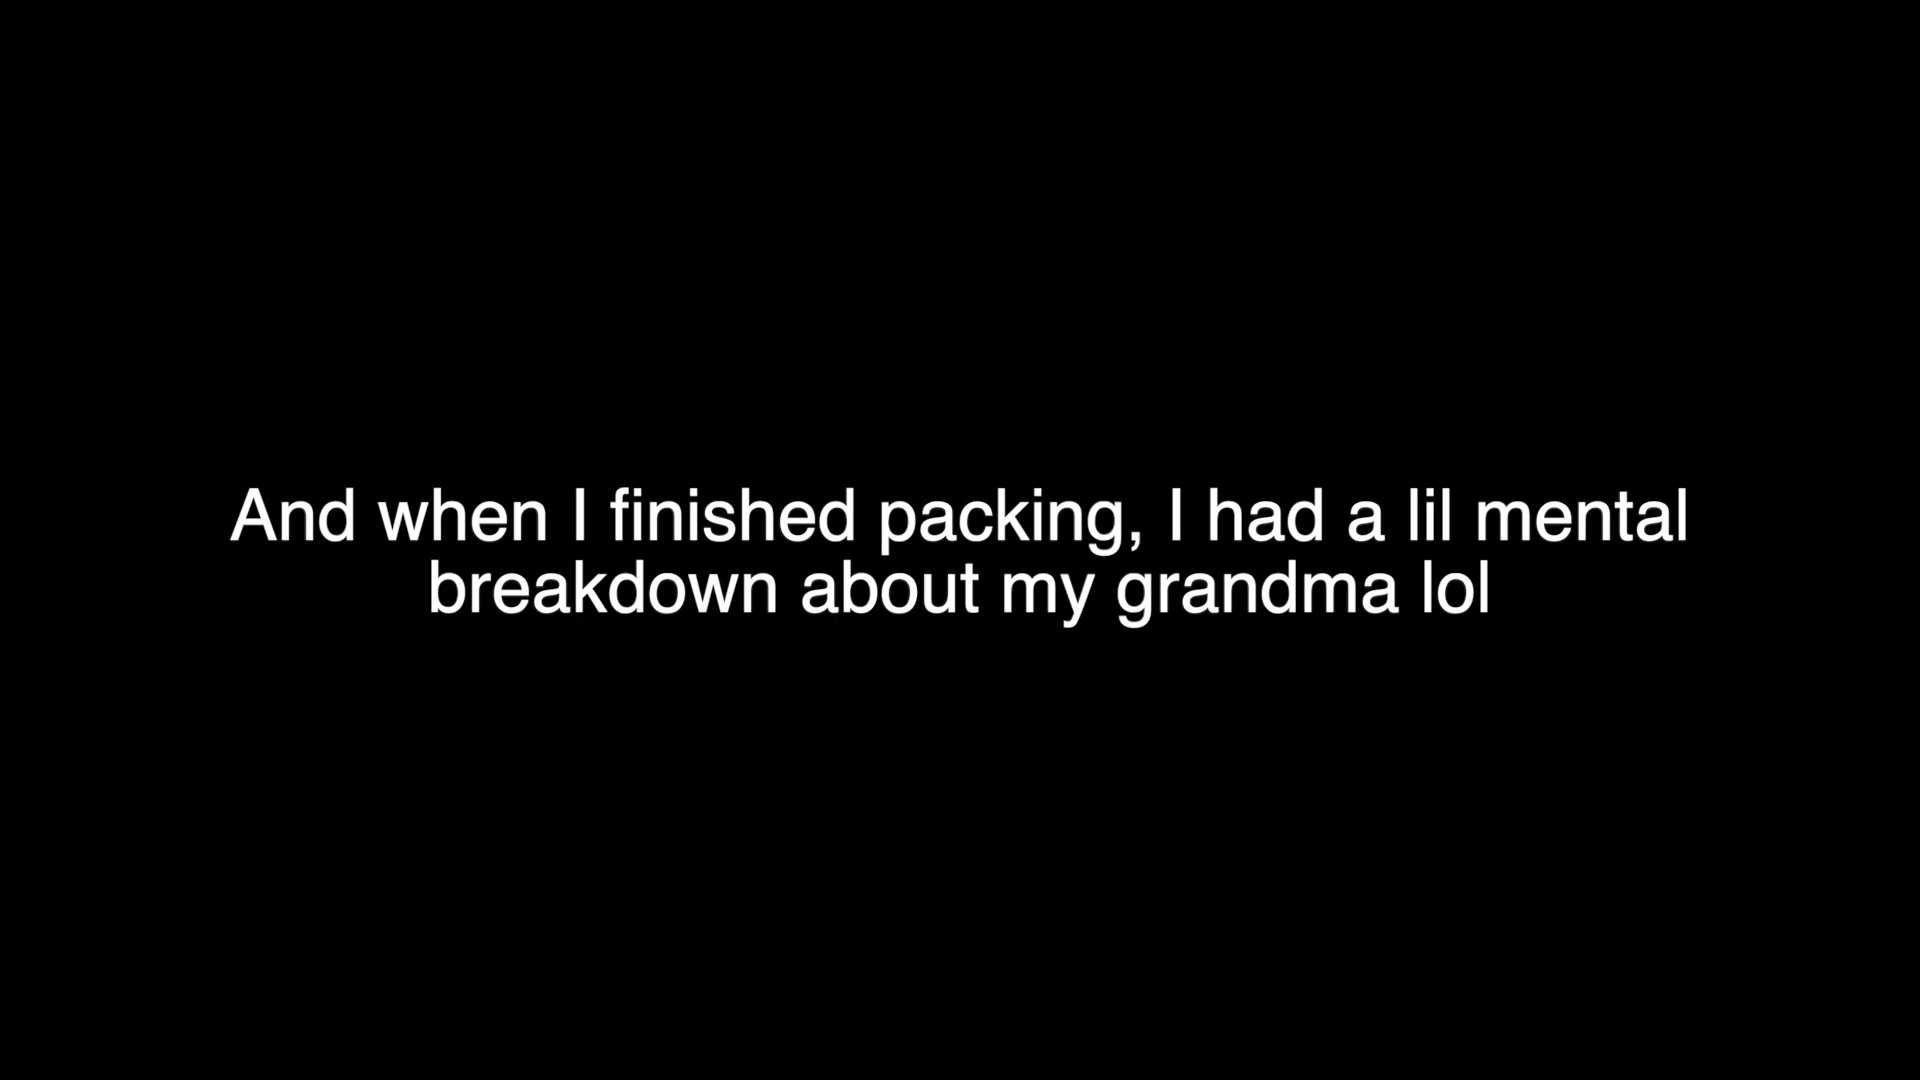 And when I finished packing, I had a lil mental
breakdown about my grandma lol